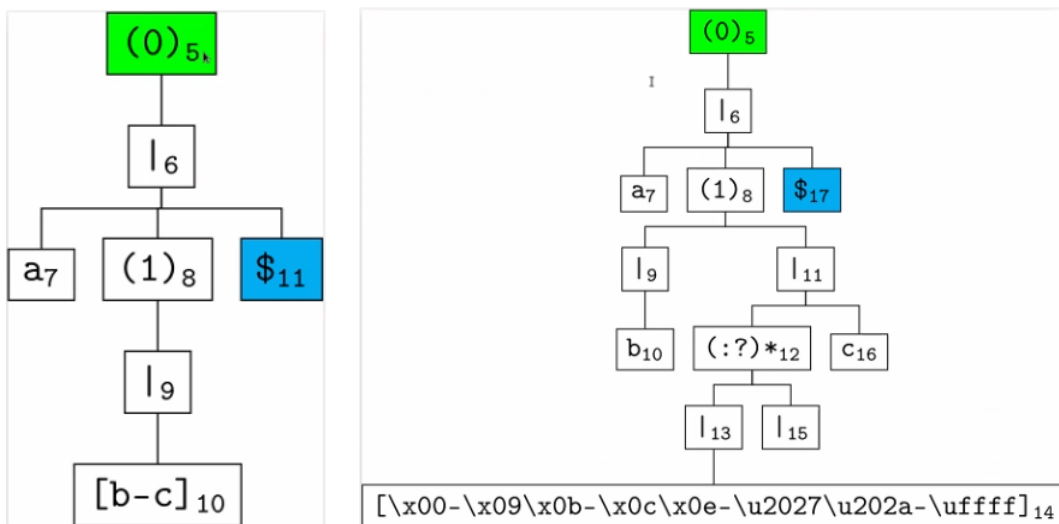 (0)5
|6
a7 (1)8 $11
|9
[b-c]10
(0)5
|6
a7 (1)8 $17
|9 |11
b10 (:?)*12 c16
|13 |15
[\x00-\x09\x0b-\x0c\x0e-\u2027\u202a-\uffff]14